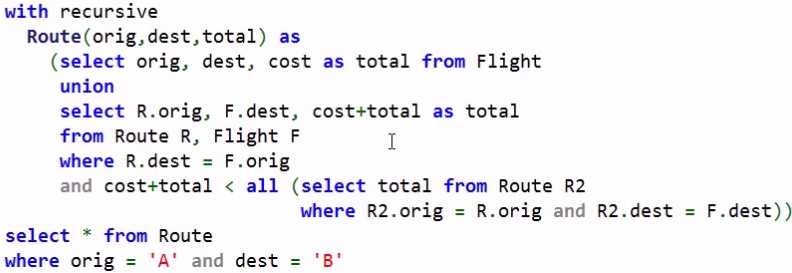 with recursive
Route(orig,dest,total) as
(select orig, dest, cost as total from Flight
union
select R.orig, F.dest, cost+total as total
from Route R, Flight F
where R.dest = F.orig
and cost+total < all (select total from Route R2
where R2.orig = R.orig and R2.dest = F.dest))
select * from Route
where orig = 'A' and dest = 'B'